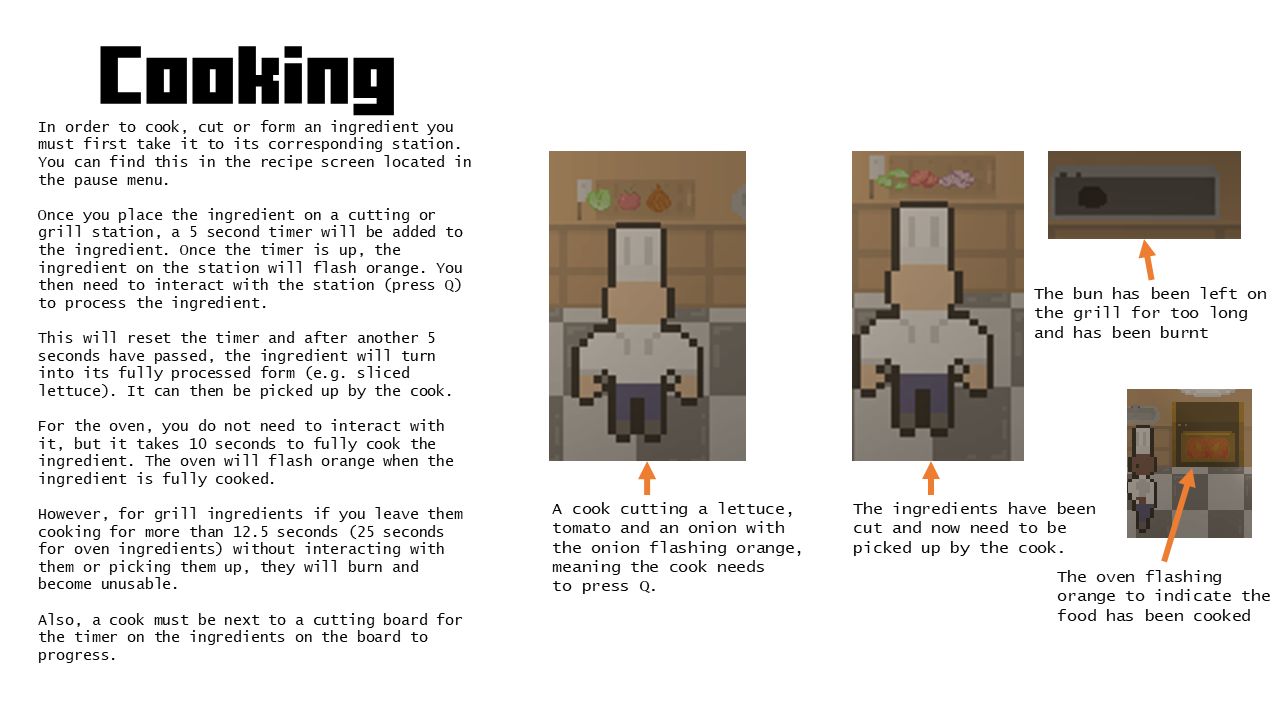 Cooking
In order to cook, cut or form an ingredient you
must first take it to its corresponding station.
You can find this in the recipe screen located in
the pause menu.
Once you place the ingredient on a cutting or
grill station, a 5 second timer will be added to
the ingredient. Once the timer is up, the
ingredient on the station will flash orange. You
then need to interact with the station (press Q)
to process the ingredient.
This will reset the timer and after another 5
seconds have passed, the ingredient will turn
into its fully processed form (e.g. sliced
lettuce). It can then be picked up by the cook.
For the oven, you do not need to interact with
it, but it takes 10 seconds to fully cook the
ingredient. The oven will flash orange when the
ingredient is fully cooked.
However, for grill ingredients if you leave them
cooking for more than 12.5 seconds (25 seconds
for oven ingredients) without interacting with
them or picking them up, they will burn and
become unusable.
Also, a cook must be next to a cutting board for
the timer on the ingredients on the board to
progress.
A cook cutting a lettuce,
tomato and an onion with
the onion flashing orange,
meaning the cook needs
to press Q.
The ingredients have been
cut and now need to be
picked up by the cook.
The bun has been left on
the grill for too long
and has been burnt
The oven flashing
orange to indicate the
food has been cooked